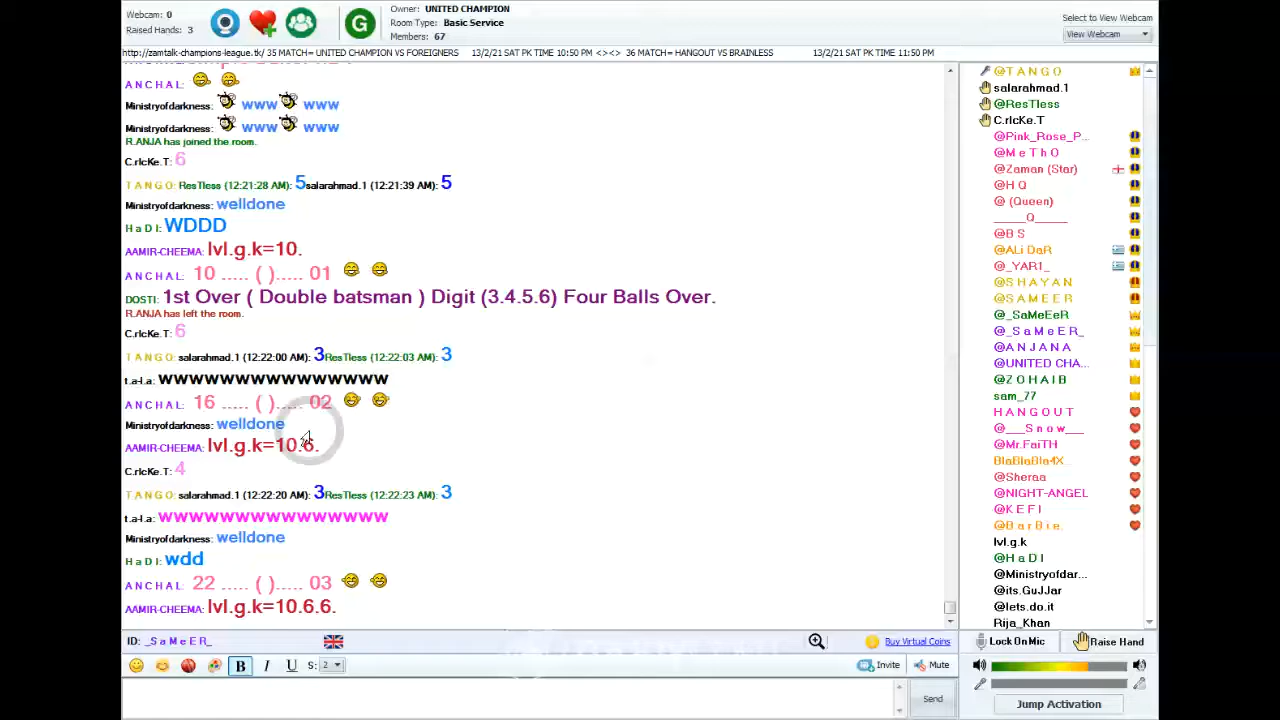 Webcam: 0
Raised Hands: 3
Owner: UNITED CHAMPION
Room Type: Basic Service
Members: 67
Select to View Webcam
View Webcam
http://zamtalk-champions-league.tk/ 35 MATCH= UNITED CHAMPION VS FOREIGNERS 13/2/21 SAT PK TIME 10:50 PM <><> 36 MATCH= HANGOUT VS BRAINLESS 13/2/21 SAT PK TIME 11:50 PM
A N C H A L:
Ministryofdarkness: www www
Ministryofdarkness: www www
R.ANJA has joined the room.
C.rIcKe.T: 6
T A N G O: ResTless (12:21:28 AM): 5salarahmad.1 (12:21:39 AM): 5
Ministryofdarkness: welldone
H a D I: WDDD
AAMIR-CHEEMA: lvl.g.k=10.
A N C H A L: 10 ..... ( )..... 01
DOSTI: 1st Over ( Double batsman ) Digit (3.4.5.6) Four Balls Over.
R.ANJA has left the room.
C.rIcKe.T: 6
T A N G O: salarahmad.1 (12:22:00 AM): 3ResTless (12:22:03 AM): 3
t.a-l.a: wwwwwwwwwwwwwww
A N C H A L: 16 ..... ( )..... 02
Ministryofdarkness: welldone
AAMIR-CHEEMA: lvl.g.k=10.6.
C.rIcKe.T: 4
T A N G O: salarahmad.1 (12:22:20 AM): 3ResTless (12:22:23 AM): 3
t.a-l.a: wwwwwwwwwwwwwww
Ministryofdarkness: welldone
H a D I: wdd
A N C H A L: 22 ..... ( )..... 03
AAMIR-CHEEMA: lvl.g.k=10.6.6.
@T A N G O
salarahmad.1
@ResTless
C.rIcKe.T
@Pink_Rose_P...
@M e T h O
@Zaman (Star)
@H Q
@ (Queen)
_____Q_____
@B S
@ALi DaR
@_YAR1_
@S H A Y A N
@S A M E E R
@_SaMeEeR
@_S a M e E R_
@A N J A N A
@UNITED CHA...
@Z O H A I B
sam_77
H A N G O U T
@___S n o w___
@Mr.FaiTH
BlaBlaBla4X...
@Sheraa
@NIGHT-ANGEL
@K E F I
@B a r B i e
lvl.g.k
@H a D I
@Ministryofdar...
@its.GuJJar
@lets.do.it
Rija_Khan
ID: _S a M e E R_
Buy Virtual Coins
Lock On Mic
Raise Hand
B I U S: 2
Invite
Mute
Send
Jump Activation